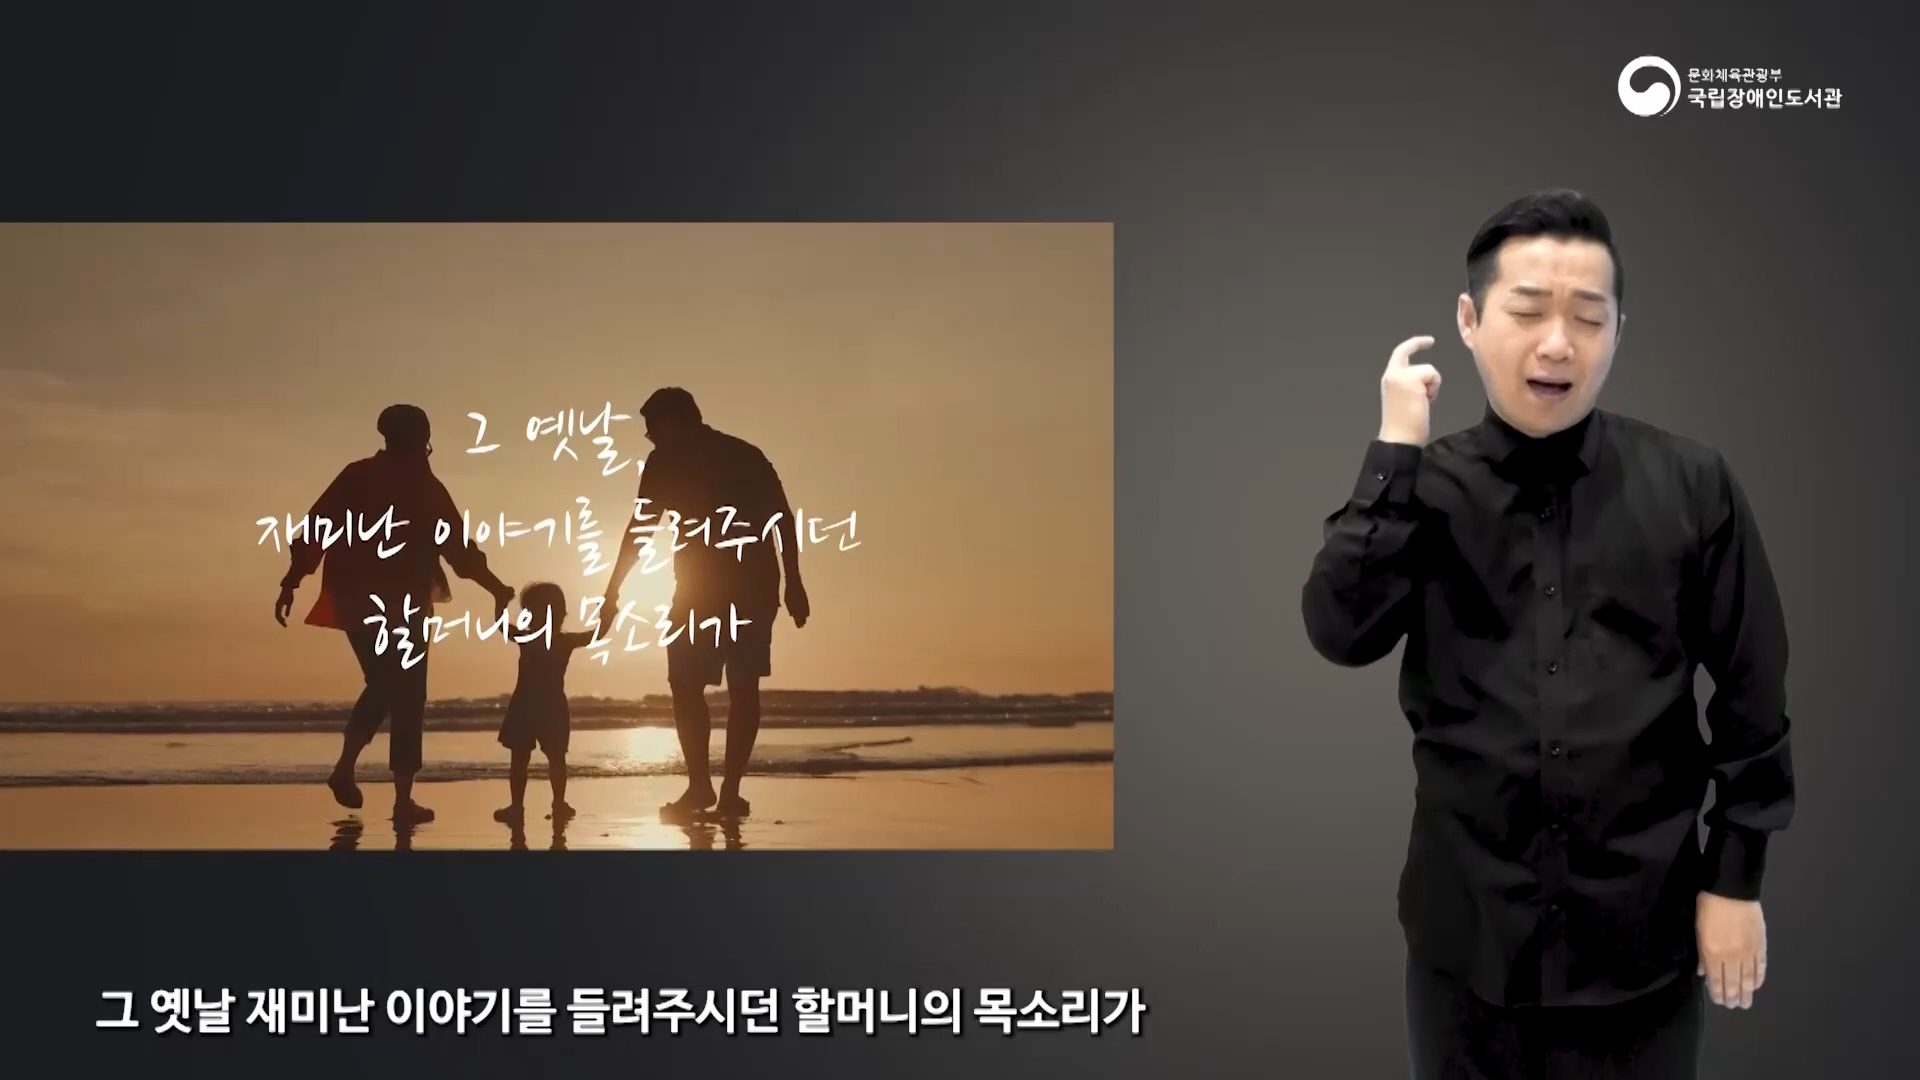 문화체육관광부
국립장애인도서관
그 옛날,
재미난 이야기를 들려주시던
할머니의 목소리가
그 옛날 재미난 이야기를 들려주시던 할머니의 목소리가